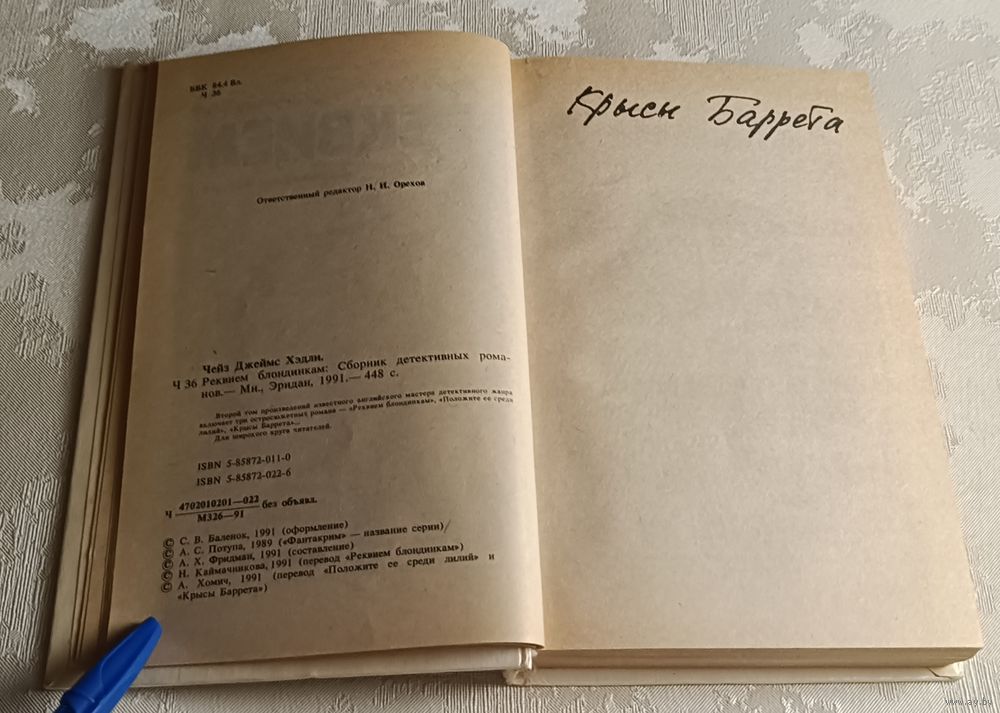 ББК 84.4 Вл.
Ч 36
Ответственный редактор Н. И. Орехов
Чейз Джеймс Хэдли.
Ч 36 Реквием блондинкам: Сборник детективных рома-
нов.— Мн., Эридан, 1991.— 448 с.
Второй том произведений известного английского мастера детективного жанра
включает три остросюжетных романа — «Реквием блондинкам», «Положите ее среди
лилий», «Крысы Баррета»...
Для широкого круга читателей.
ISBN 5-85872-011-0
ISBN 5-85872-022-6
Ч 4702010201—022 без объявл.
М326—91
© С. В. Баленок, 1991 (оформление)
© А. С. Потупа, 1989 («Фантакрим» — название серии)
© А. Х. Фридман, 1991 (составление)
© Н. Каймачникова, 1991 (перевод «Реквием блондинкам»)
© А. Хомич, 1991 (перевод «Положите ее среди лилий» и
«Крысы Баррета»)
Крысы Баррета